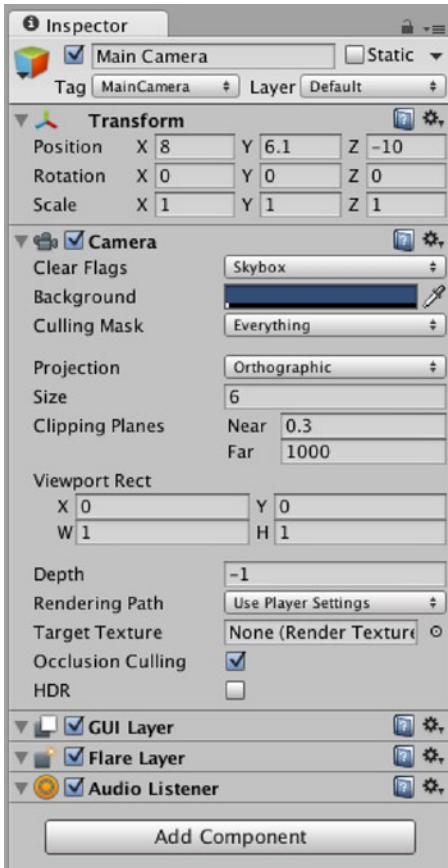 Inspector
Main Camera Static
Tag MainCamera Layer Default
Transform
Position X 8 Y 6.1 Z -10
Rotation X 0 Y 0 Z 0
Scale X 1 Y 1 Z 1
Camera
Clear Flags Skybox
Background
Culling Mask Everything
Projection Orthographic
Size 6
Clipping Planes Near 0.3
Far 1000
Viewport Rect
X 0 Y 0
W 1 H 1
Depth -1
Rendering Path Use Player Settings
Target Texture None (Render Texture
Occlusion Culling
HDR
GUI Layer
Flare Layer
Audio Listener
Add Component